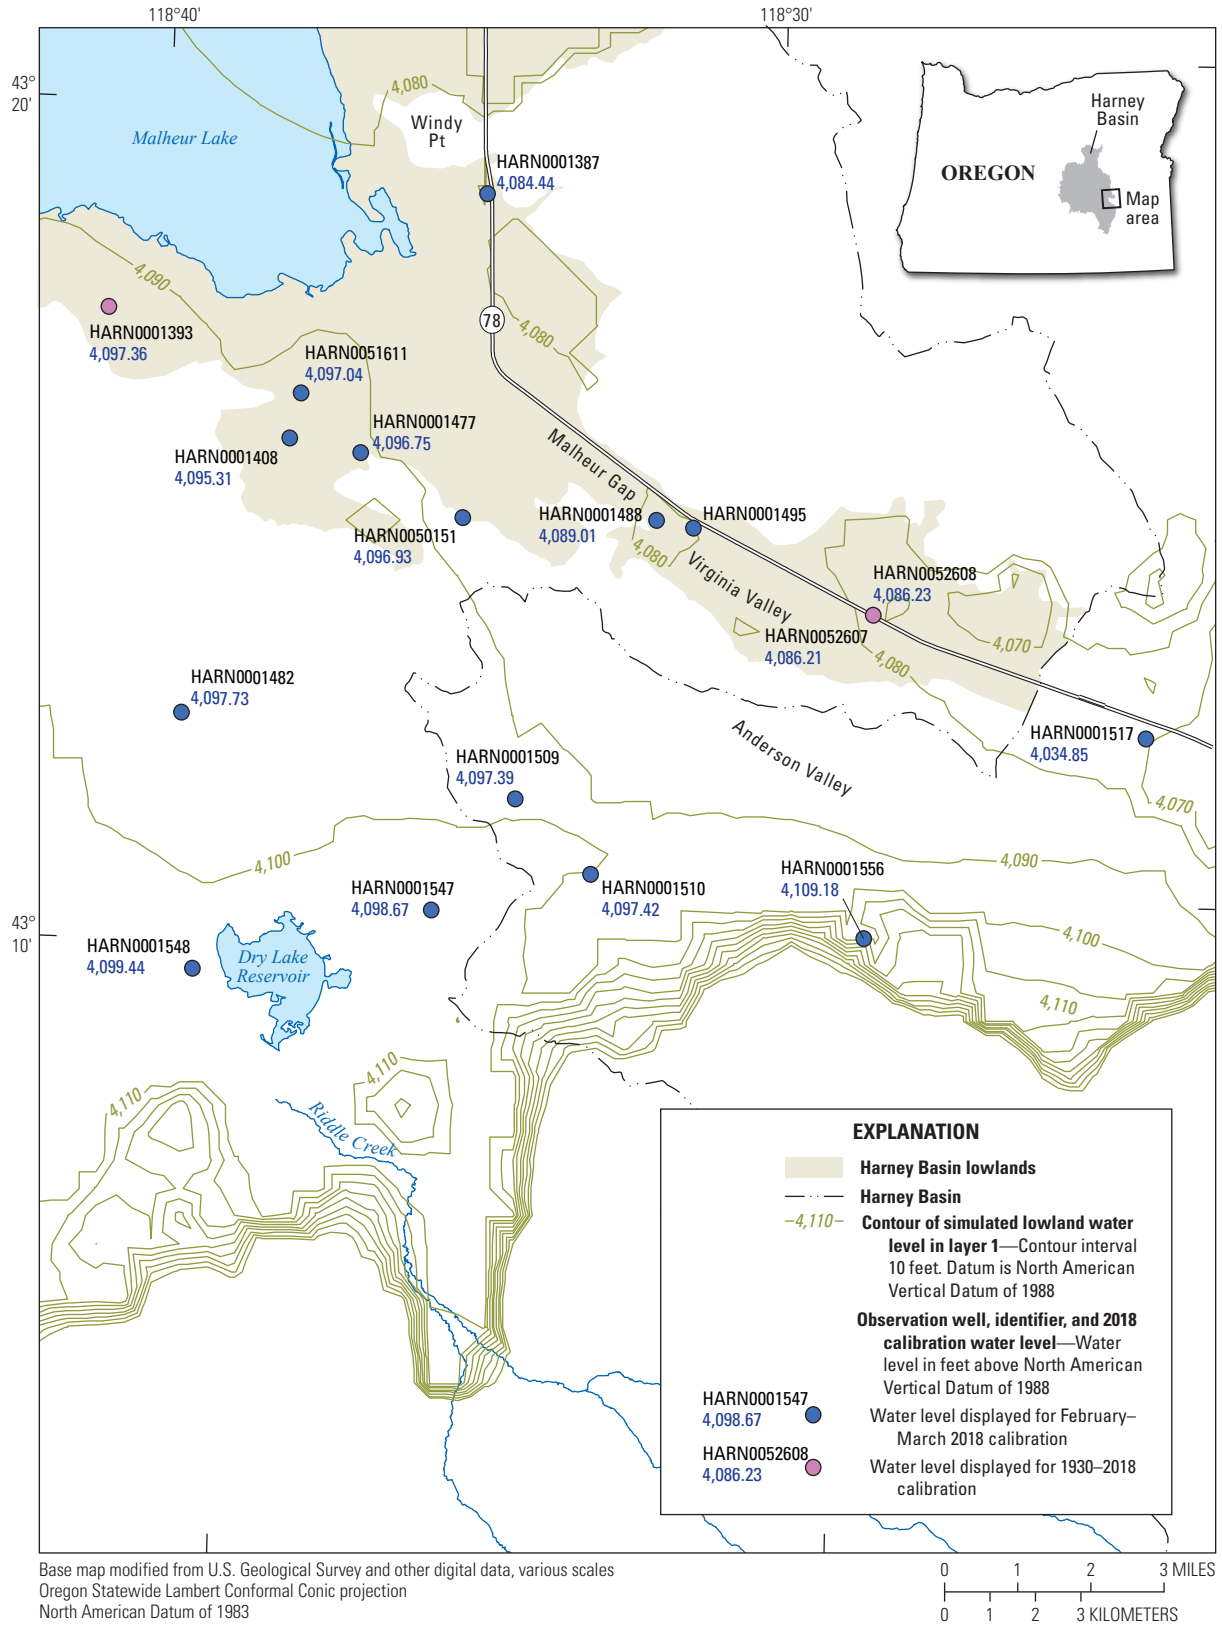 118°40'
118°30'
43°
20'
4,080
Windy
Pt
Malheur Lake
HARN0001387
4,084.44
OREGON
Harney
Basin
Map
area
4,090
HARN0001393
4,097.36
78
4,080
HARN0051611
4,097.04
HARN0001477
4,096.75
HARN0001408
4,095.31
Malheur Gap
HARN0001488
4,089.01
HARN0001495
HARN0050151
4,096.93
4,080
Virginia Valley
HARN0052608
4,086.23
HARN0052607
4,086.21
4,070
4,080
HARN0001482
4,097.73
HARN0001517
4,034.85
Anderson Valley
HARN0001509
4,097.39
4,070
4,100
4,090
HARN0001556
4,109.18
HARN0001547
4,098.67
HARN0001510
4,097.42
43°
10'
HARN0001548
4,099.44
Dry Lake
Reservoir
4,100
4,110
4,110
4,110
Riddle Creek
EXPLANATION
Harney Basin lowlands
Harney Basin
–4,110– Contour of simulated lowland water
level in layer 1—Contour interval
10 feet. Datum is North American
Vertical Datum of 1988
Observation well, identifier, and 2018
calibration water level—Water
level in feet above North American
Vertical Datum of 1988
HARN0001547
4,098.67
Water level displayed for February–
March 2018 calibration
HARN0052608
4,086.23
Water level displayed for 1930–2018
calibration
Base map modified from U.S. Geological Survey and other digital data, various scales
Oregon Statewide Lambert Conformal Conic projection
North American Datum of 1983
0 1 2 3 MILES
0 1 2 3 KILOMETERS